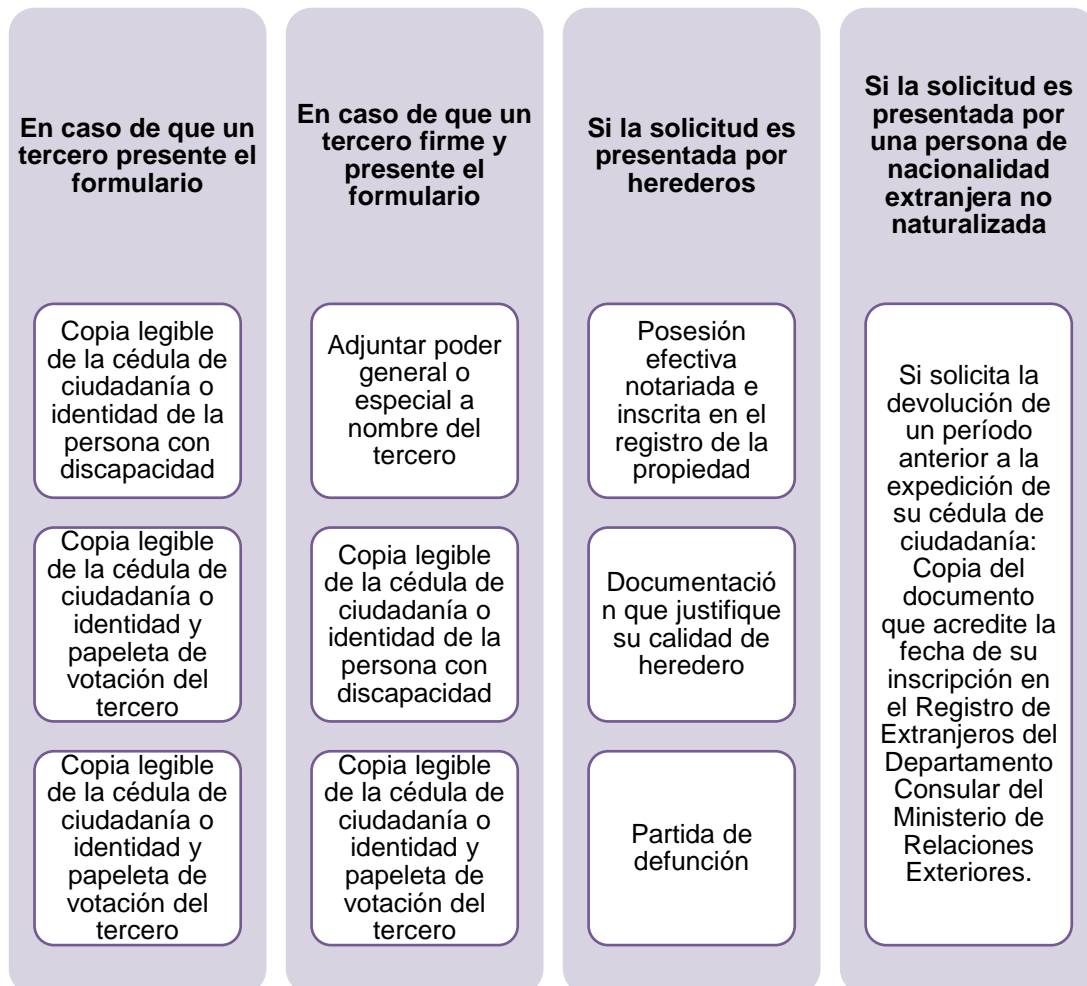 En caso de que un
tercero presente el
formulario
Copia legible
de la cédula de
ciudadanía o
identidad de la
persona con
discapacidad
Copia legible
de la cédula de
ciudadanía o
identidad y
papeleta de
votación del
tercero
Copia legible
de la cédula de
ciudadanía o
identidad y
papeleta de
votación del
tercero
En caso de que un
tercero firme y
presente el
formulario
Adjuntar poder
general o
especial a
nombre del
tercero
Copia legible
de la cédula de
ciudadanía o
identidad de la
persona con
discapacidad
Copia legible
de la cédula de
ciudadanía o
identidad y
papeleta de
votación del
tercero
Si la solicitud es
presentada por
herederos
Posesión
efectiva
notariada e
inscrita en el
registro de la
propiedad
Documentació
n que justifique
su calidad de
heredero
Partida de
defunción
Si la solicitud es
presentada por
una persona de
nacionalidad
extranjera no
naturalizada
Si solicita la
devolución de
un período
anterior a la
expedición de
su cédula de
ciudadanía:
Copia del
documento
que acredite la
fecha de su
inscripción en
el Registro de
Extranjeros del
Departamento
Consular del
Ministerio de
Relaciones
Exteriores.